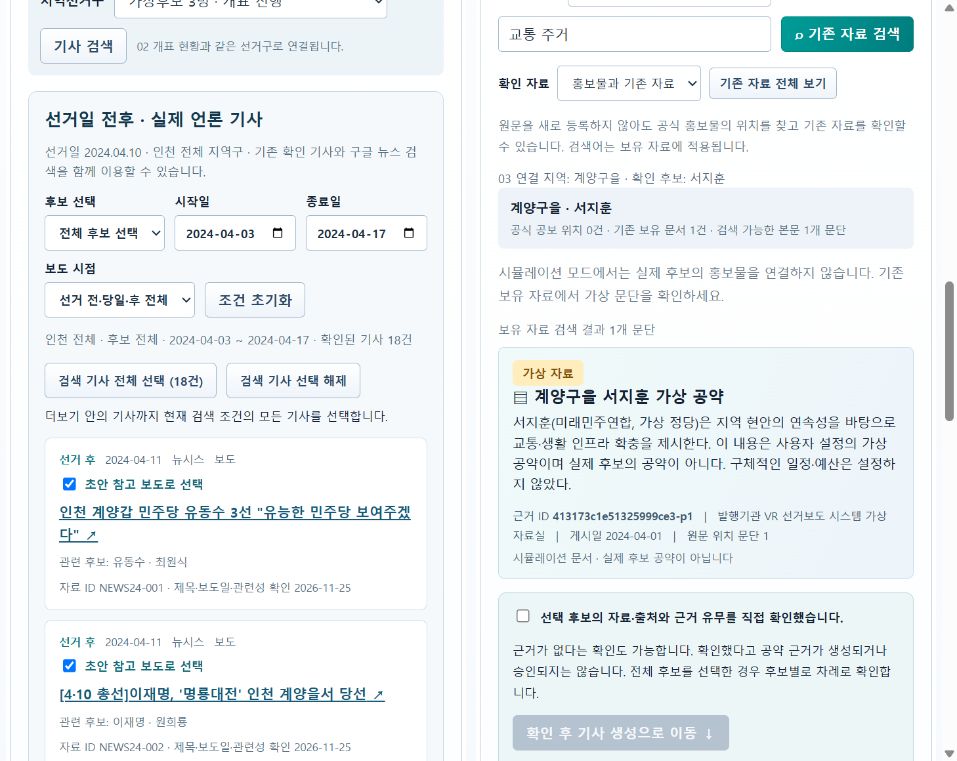 지역선거구 가상후보 3명 · 개표 진행
기사 검색 02 개표 현황과 같은 선거구로 연결됩니다.
선거일 전후 · 실제 언론 기사
선거일 2024.04.10 · 인천 전체 지역구 · 기존 확인 기사와 구글 뉴스 검
색을 함께 이용할 수 있습니다.
후보 선택 시작일 종료일
전체 후보 선택 2024-04-03 2024-04-17
보도 시점
선거 전·당일·후 전체 조건 초기화
인천 전체 · 후보 전체 · 2024-04-03 ~ 2024-04-17 · 확인된 기사 18건
검색 기사 전체 선택 (18건) 검색 기사 선택 해제
더보기 안의 기사까지 현재 검색 조건의 모든 기사를 선택합니다.
선거 후 2024-04-11 뉴시스 보도
초안 참고 보도로 선택
인천 계양갑 민주당 유동수 3선 "유능한 민주당 보여주겠
다" ↗
관련 후보: 유동수 · 최원식
자료 ID NEWS24-001 · 제목·보도일·관련성 확인 2026-11-25
선거 후 2024-04-11 뉴시스 보도
초안 참고 보도로 선택
[4·10 총선]이재명, '명룡대전' 인천 계양을서 당선 ↗
관련 후보: 이재명 · 원희룡
자료 ID NEWS24-002 · 제목·보도일·관련성 확인 2026-11-25
교통 주거 ⌕ 기존 자료 검색
확인 자료 홍보물과 기존 자료 기존 자료 전체 보기
원문을 새로 등록하지 않아도 공식 홍보물의 위치를 찾고 기존 자료를 확인할
수 있습니다. 검색어는 보유 자료에 적용됩니다.
03 연결 지역: 계양구을 · 확인 후보: 서지훈
계양구을 · 서지훈
공식 공보 위치 0건 · 기존 보유 문서 1건 · 검색 가능한 본문 1개 문단
시뮬레이션 모드에서는 실제 후보의 홍보물을 연결하지 않습니다. 기존
보유 자료에서 가상 문단을 확인하세요.
보유 자료 검색 결과 1개 문단
가상 자료
▤ 계양구을 서지훈 가상 공약
서지훈(미래민주연합, 가상 정당)은 지역 현안의 연속성을 바탕으로
교통·생활 인프라 확충을 제시한다. 이 내용은 사용자 설정의 가상
공약이며 실제 후보의 공약이 아니다. 구체적인 일정·예산은 설정하
지 않았다.
근거 ID 413173c1e51325999ce3-p1 | 발행기관 VR 선거보도 시스템 가상
자료실 | 게시일 2024-04-01 | 원문 위치 문단 1
시뮬레이션 문서 · 실제 후보 공약이 아닙니다
선택 후보의 자료·출처와 근거 유무를 직접 확인했습니다.
근거가 없다는 확인도 가능합니다. 확인했다고 공약 근거가 생성되거나
승인되지는 않습니다. 전체 후보를 선택한 경우 후보별로 차례로 확인합
니다.
확인 후 기사 생성으로 이동 ↓